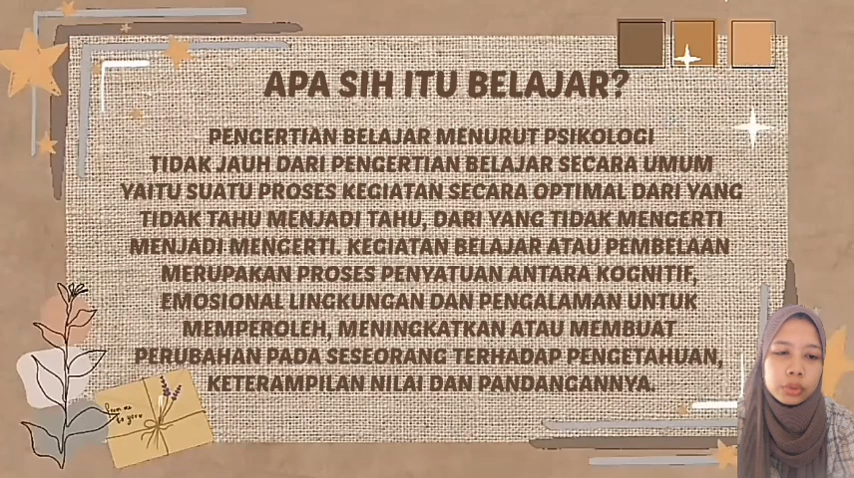 APA SIH ITU BELAJAR?
PENGERTIAN BELAJAR MENURUT PSIKOLOGI
TIDAK JAUH DARI PENGERTIAN BELAJAR SECARA UMUM
YAITU SUATU PROSES KEGIATAN SECARA OPTIMAL DARI YANG
TIDAK TAHU MENJADI TAHU, DARI YANG TIDAK MENGERTI
MENJADI MENGERTI. KEGIATAN BELAJAR ATAU PEMBELAAN
MERUPAKAN PROSES PENYATUAN ANTARA KOGNITIF,
EMOSIONAL LINGKUNGAN DAN PENGALAMAN UNTUK
MEMPEROLEH, MENINGKATKAN ATAU MEMBUAT
PERUBAHAN PADA SESEORANG TERHADAP PENGETAHUAN,
KETERAMPILAN NILAI DAN PANDANGANNYA.